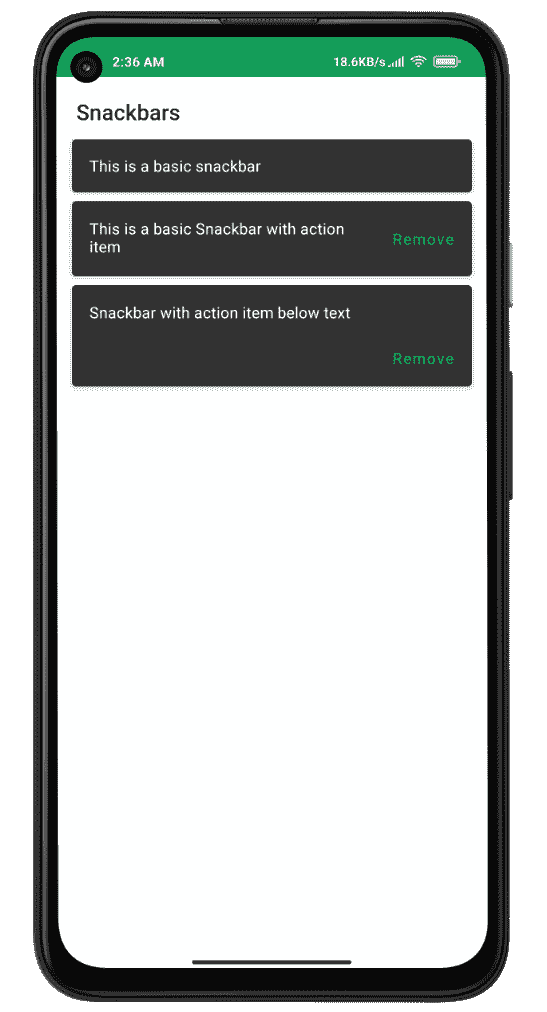 2:36 AM 18.6KB/s
Snackbars
This is a basic snackbar
This is a basic Snackbar with action
item
Remove
Snackbar with action item below text
Remove